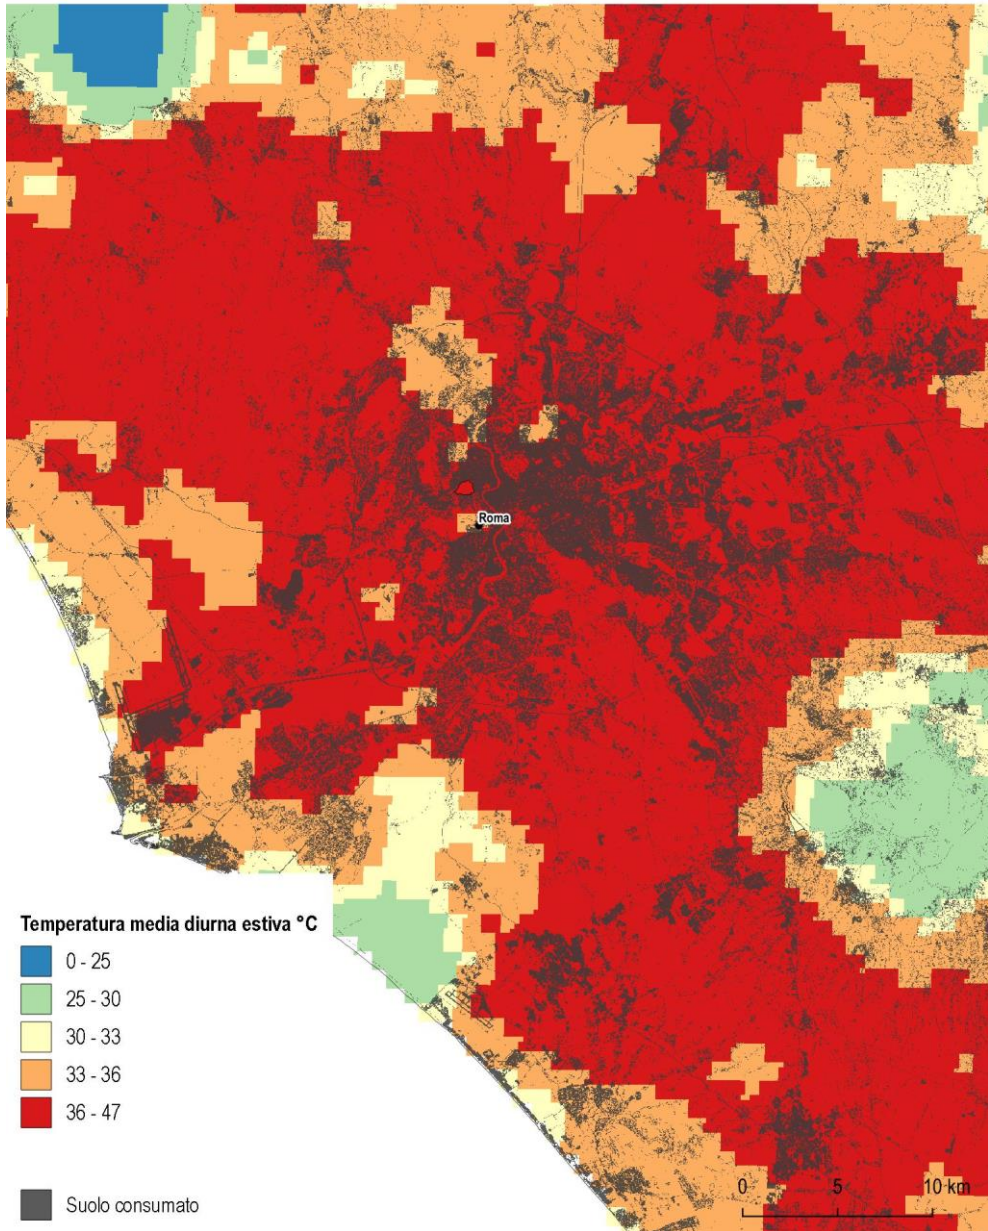 Roma
Temperatura media diurna estiva °C
0 - 25
25 - 30
30 - 33
33 - 36
36 - 47
Suolo consumato
0 5 10 km